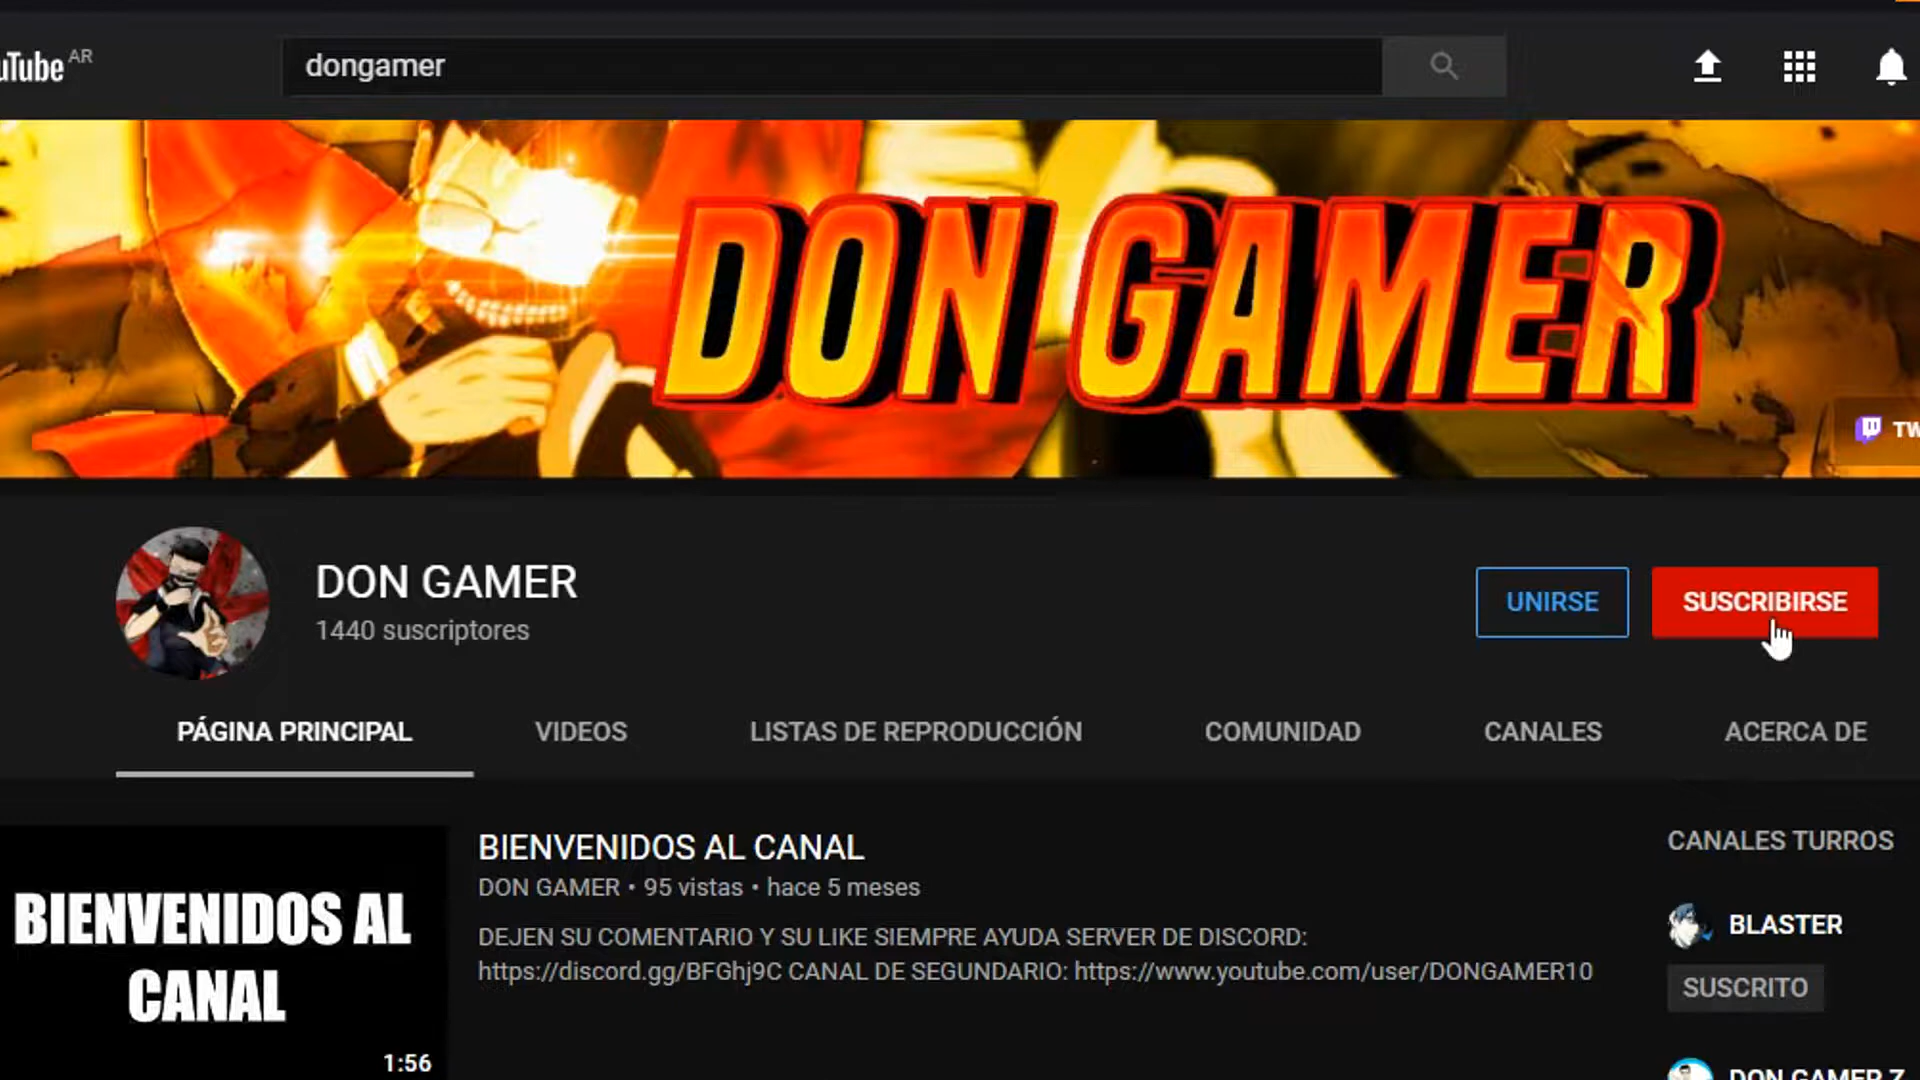 uTube AR
dongamer
DON GAMER
TW
DON GAMER
1440 suscriptores
UNIRSE
SUSCRIBIRSE
PÁGINA PRINCIPAL
VIDEOS
LISTAS DE REPRODUCCIÓN
COMUNIDAD
CANALES
ACERCA DE
BIENVENIDOS AL
CANAL
1:56
BIENVENIDOS AL CANAL
DON GAMER • 95 vistas • hace 5 meses
DEJEN SU COMENTARIO Y SU LIKE SIEMPRE AYUDA SERVER DE DISCORD:
https://discord.gg/BFGhj9C CANAL DE SEGUNDARIO: https://www.youtube.com/user/DONGAMER10
CANALES TURROS
BLASTER
SUSCRITO
DON GAMER Z